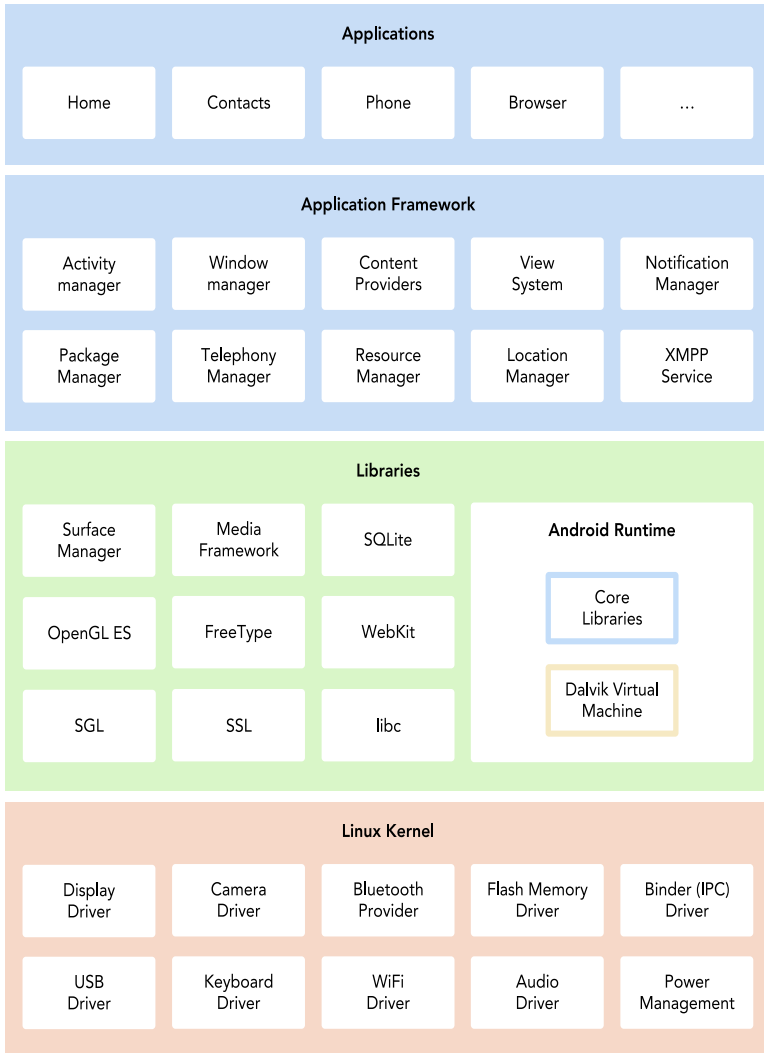 Applications
Home
Contacts
Phone
Browser
...
Application Framework
Activity
manager
Window
manager
Content
Providers
View
System
Notification
Manager
Package
Manager
Telephony
Manager
Resource
Manager
Location
Manager
XMPP
Service
Libraries
Surface
Manager
Media
Framework
SQLite
Android Runtime
Core
Libraries
OpenGL ES
FreeType
WebKit
Dalvik Virtual
Machine
SGL
SSL
libc
Linux Kernel
Display
Driver
Camera
Driver
Bluetooth
Provider
Flash Memory
Driver
Binder (IPC)
Driver
USB
Driver
Keyboard
Driver
WiFi
Driver
Audio
Driver
Power
Management